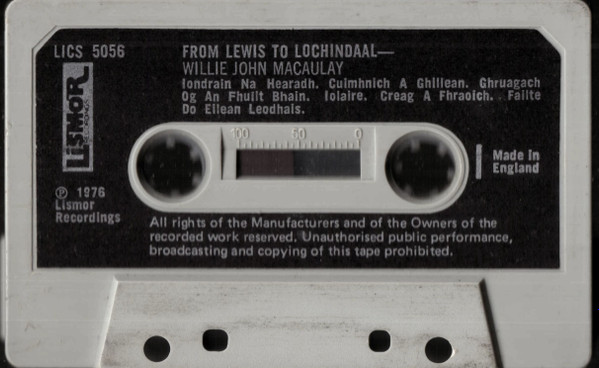 LICS 5056
FROM LEWIS TO LOCHINDAAL—
WILLIE JOHN MACAULAY
Iondrain Na Hearadh. Cuimhnich A Ghillean. Ghruagach
Og An Fhuilt Bhain. Iolaire. Creag A Fhraoich. Failte
Do Eilean Leodhais.
LISMOR
RECORDINGS
100 50 0
Made in
England
Ⓟ 1976
Lismor
Recordings
All rights of the Manufacturers and of the Owners of the
recorded work reserved. Unauthorised public performance,
broadcasting and copying of this tape prohibited.